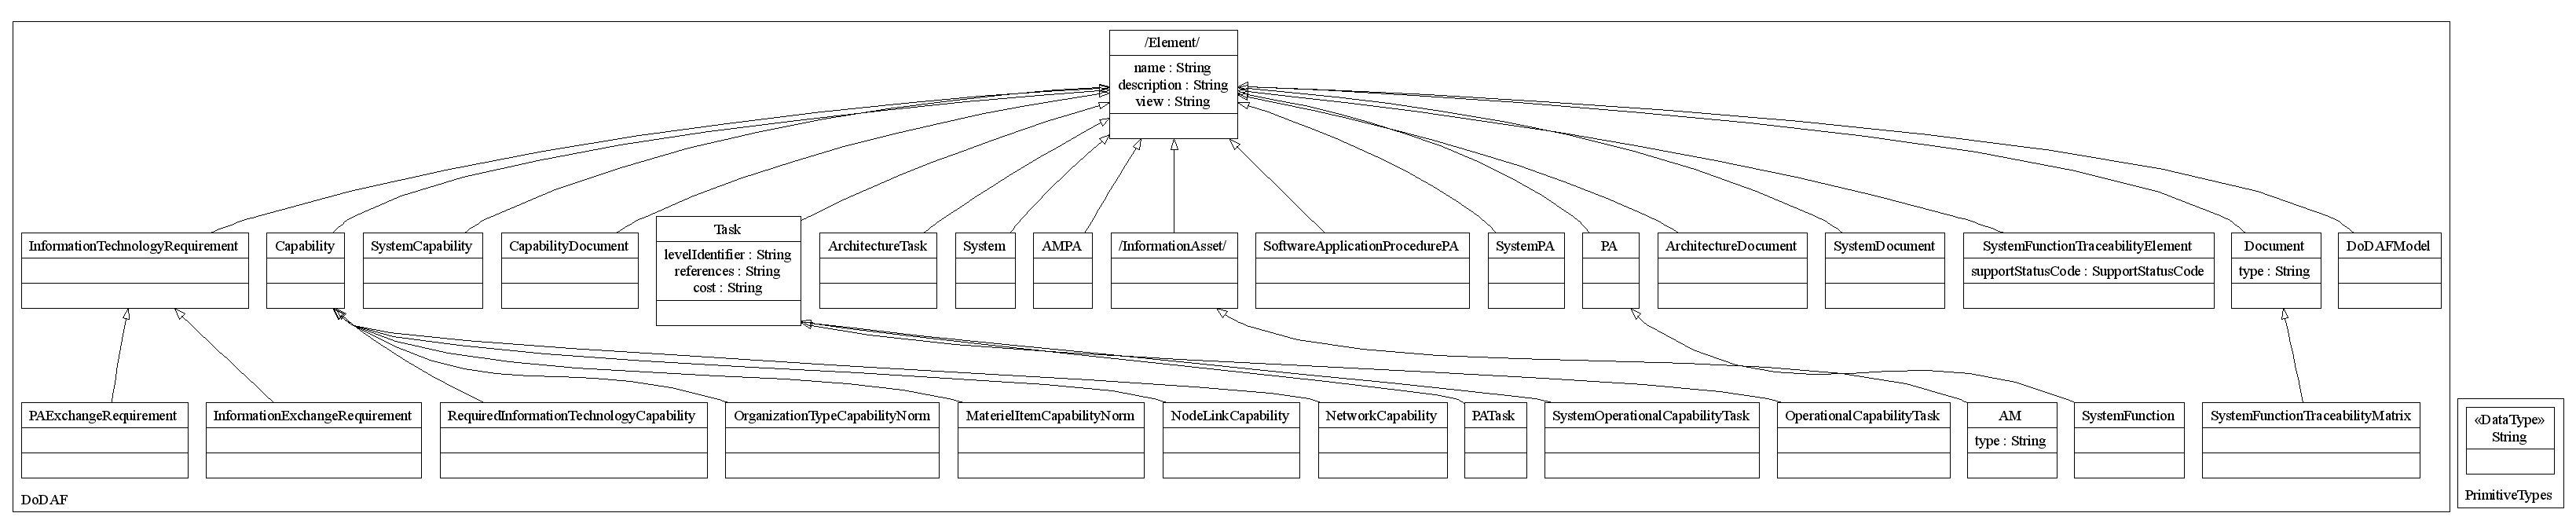 /Element/
name : String
description : String
view : String
InformationTechnologyRequirement
Capability
SystemCapability
CapabilityDocument
Task
levelIdentifier : String
references : String
cost : String
ArchitectureTask
System
AMPA
/InformationAsset/
SoftwareApplicationProcedurePA
SystemPA
PA
ArchitectureDocument
SystemDocument
SystemFunctionTraceabilityElement
supportStatusCode : SupportStatusCode
Document
type : String
DoDAFModel
PAExchangeRequirement
InformationExchangeRequirement
RequiredInformationTechnologyCapability
OrganizationTypeCapabilityNorm
MaterielItemCapabilityNorm
NodeLinkCapability
NetworkCapability
PATask
SystemOperationalCapabilityTask
OperationalCapabilityTask
AM
type : String
SystemFunction
SystemFunctionTraceabilityMatrix
DoDAF
«DataType»
String
PrimitiveTypes